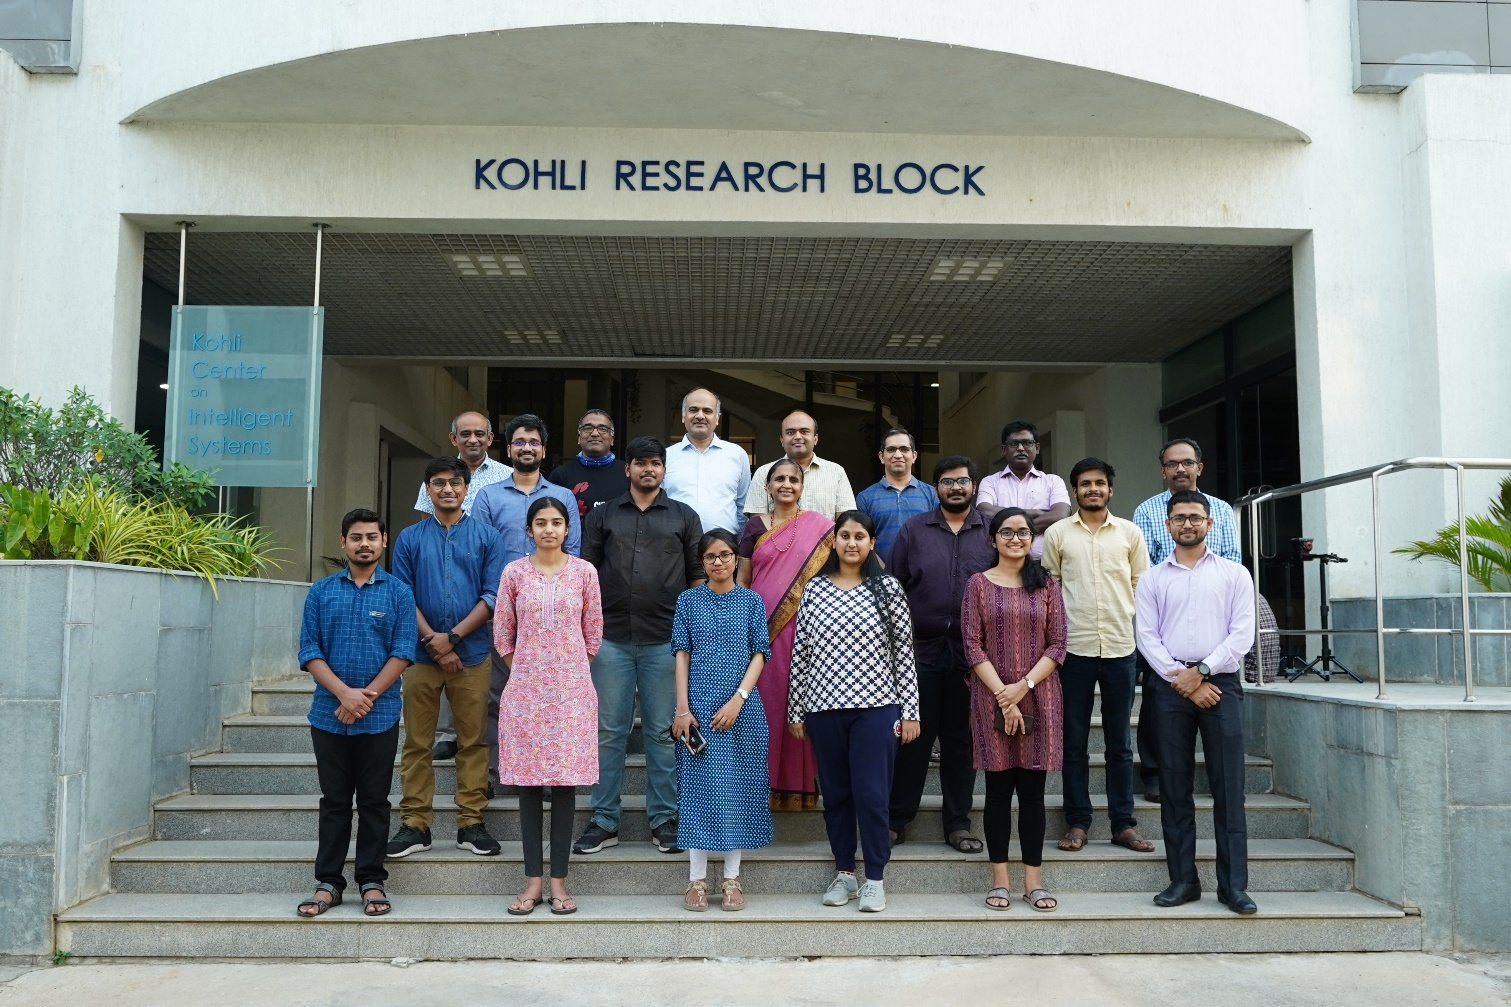 KOHLI RESEARCH BLOCK
Kohli
Center
on
Intelligent
Systems